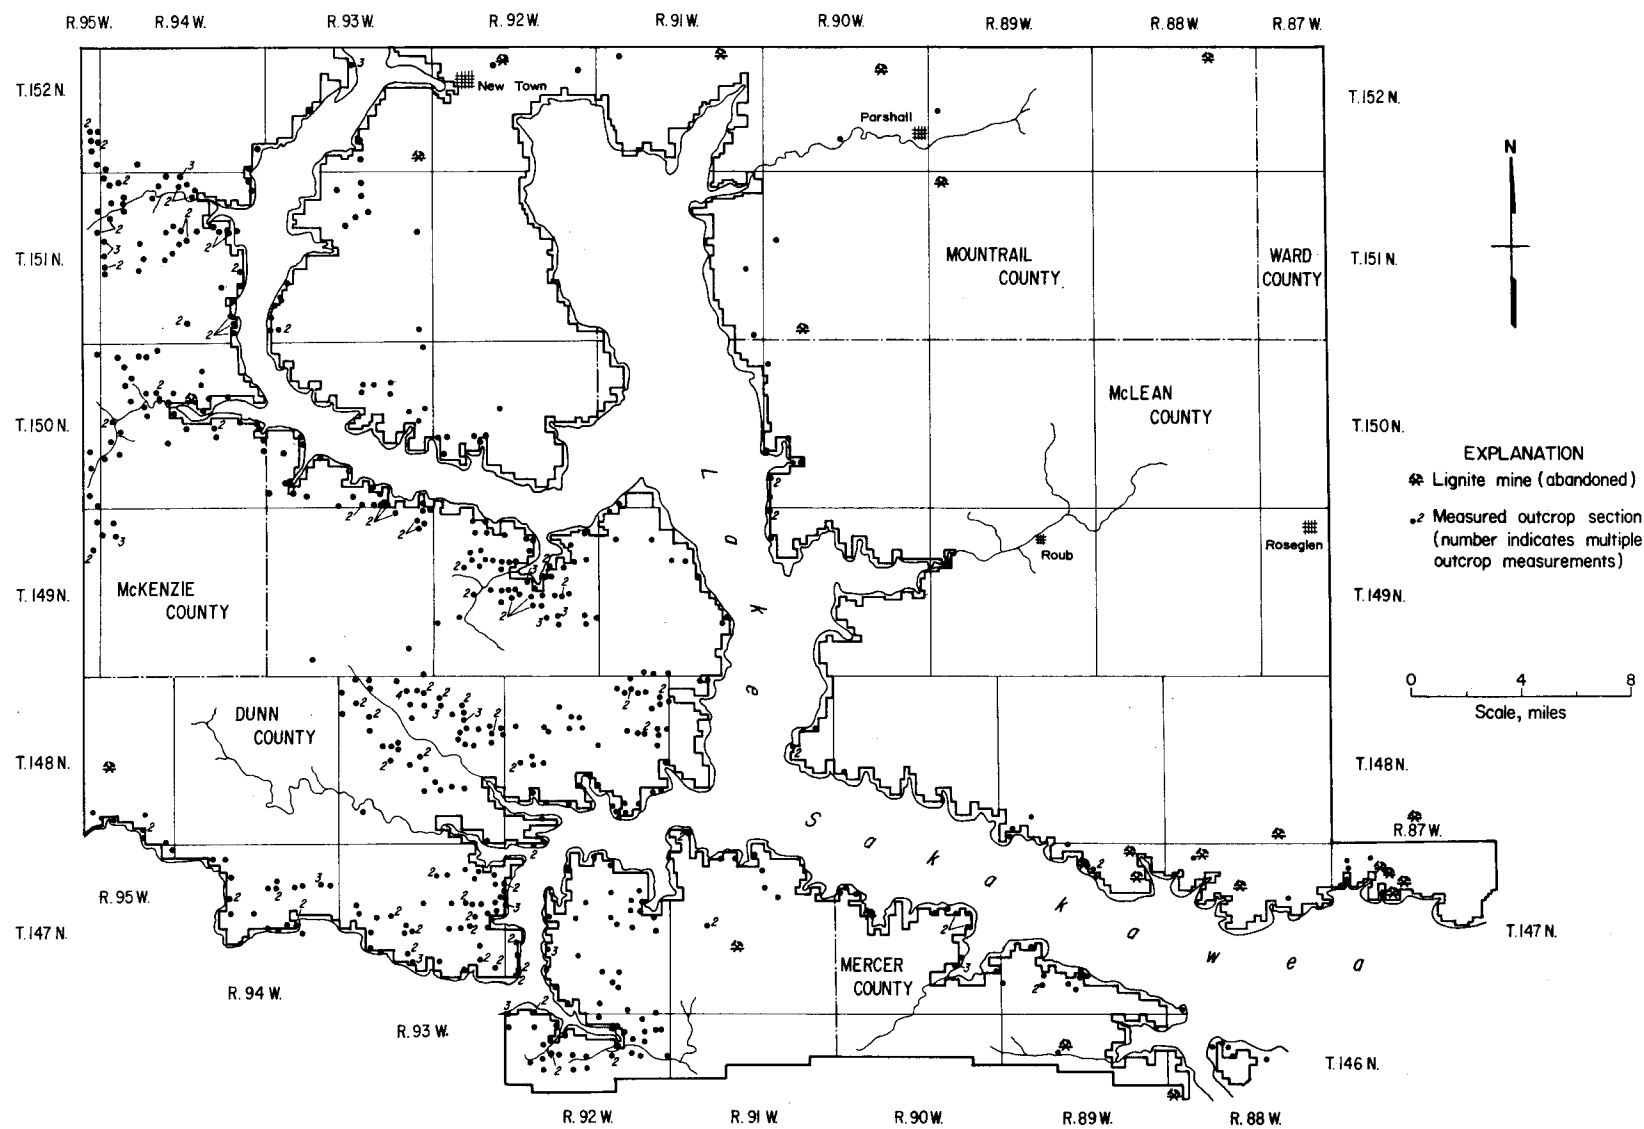 R.95W.
R.94W.
R.93W.
R.92W.
R.91W.
R.90W.
R.89W.
R.88W.
R.87W.
T.152N.
T.152N.
New Town
Parshall
N
T.151N.
MOUNTRAIL
COUNTY
WARD
COUNTY
T.151N.
McLEAN
COUNTY
T.150N.
T.150N.
EXPLANATION
Lignite mine (abandoned)
2 Measured outcrop section
(number indicates multiple
outcrop measurements)
Roub
Roseglen
McKENZIE
COUNTY
T.149N.
T.149N.
Lake
0 4 8
Scale, miles
DUNN
COUNTY
T.148N.
T.148N.
Sakakawea
R.87W.
R.95W.
T.147N.
T.147N.
MERCER
COUNTY
R.94W.
R.93W.
T.146N.
R.92W.
R.91W.
R.90W.
R.89W.
R.88W.